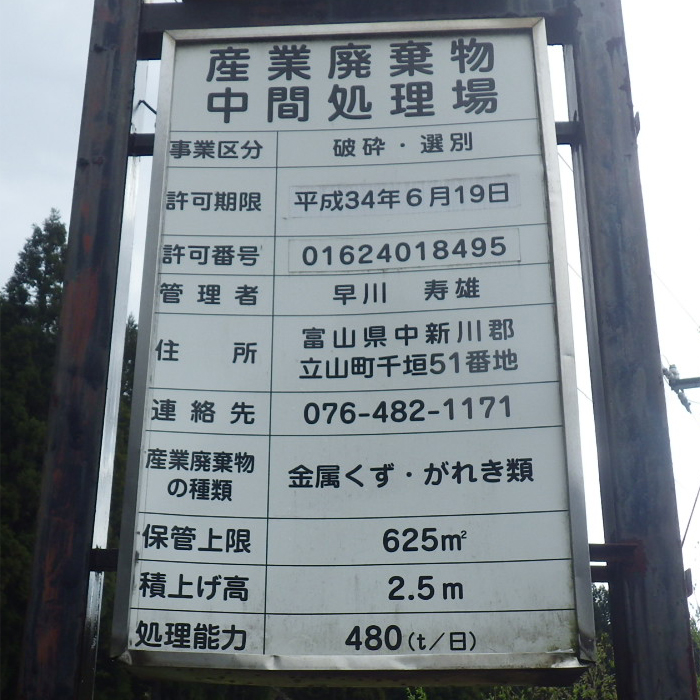 産業廃棄物
中間処理場
事業区分 破砕・選別
許可期限 平成34年6月19日
許可番号 01624018495
管理者 早川 寿雄
住所 富山県中新川郡
立山町千垣51番地
連絡先 076-482-1171
産業廃棄物
の種類 金属くず・がれき類
保管上限 625m²
積上げ高 2.5m
処理能力 480(t/日)